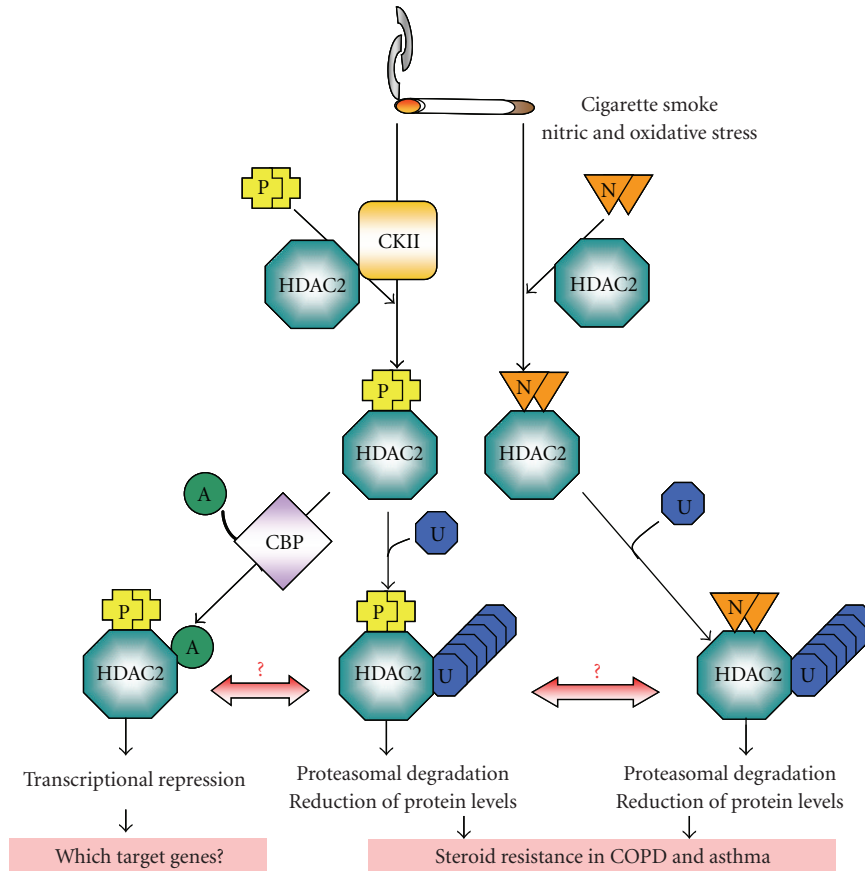 Cigarette smoke
nitric and oxidative stress
P
N
CKII
HDAC2
HDAC2
P
N
HDAC2
HDAC2
A
U
U
CBP
P
P
N
A
HDAC2
?
HDAC2
U
?
HDAC2
U
Transcriptional repression
Proteasomal degradation
Reduction of protein levels
Proteasomal degradation
Reduction of protein levels
Which target genes?
Steroid resistance in COPD and asthma